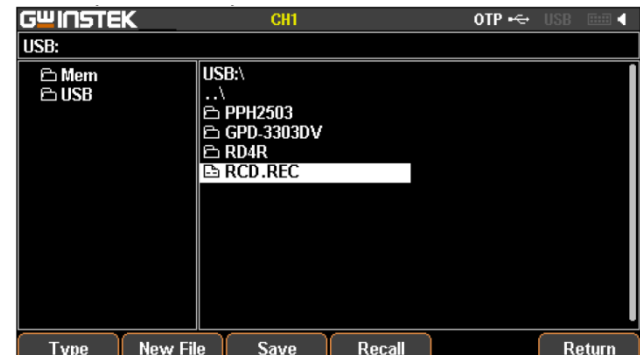 GWINSTEK CH1 OTP USB
USB:
Mem
USB
USB:\
..\
PPH2503
GPD-3303DV
RD4R
RCD.REC
Type New File Save Recall Return